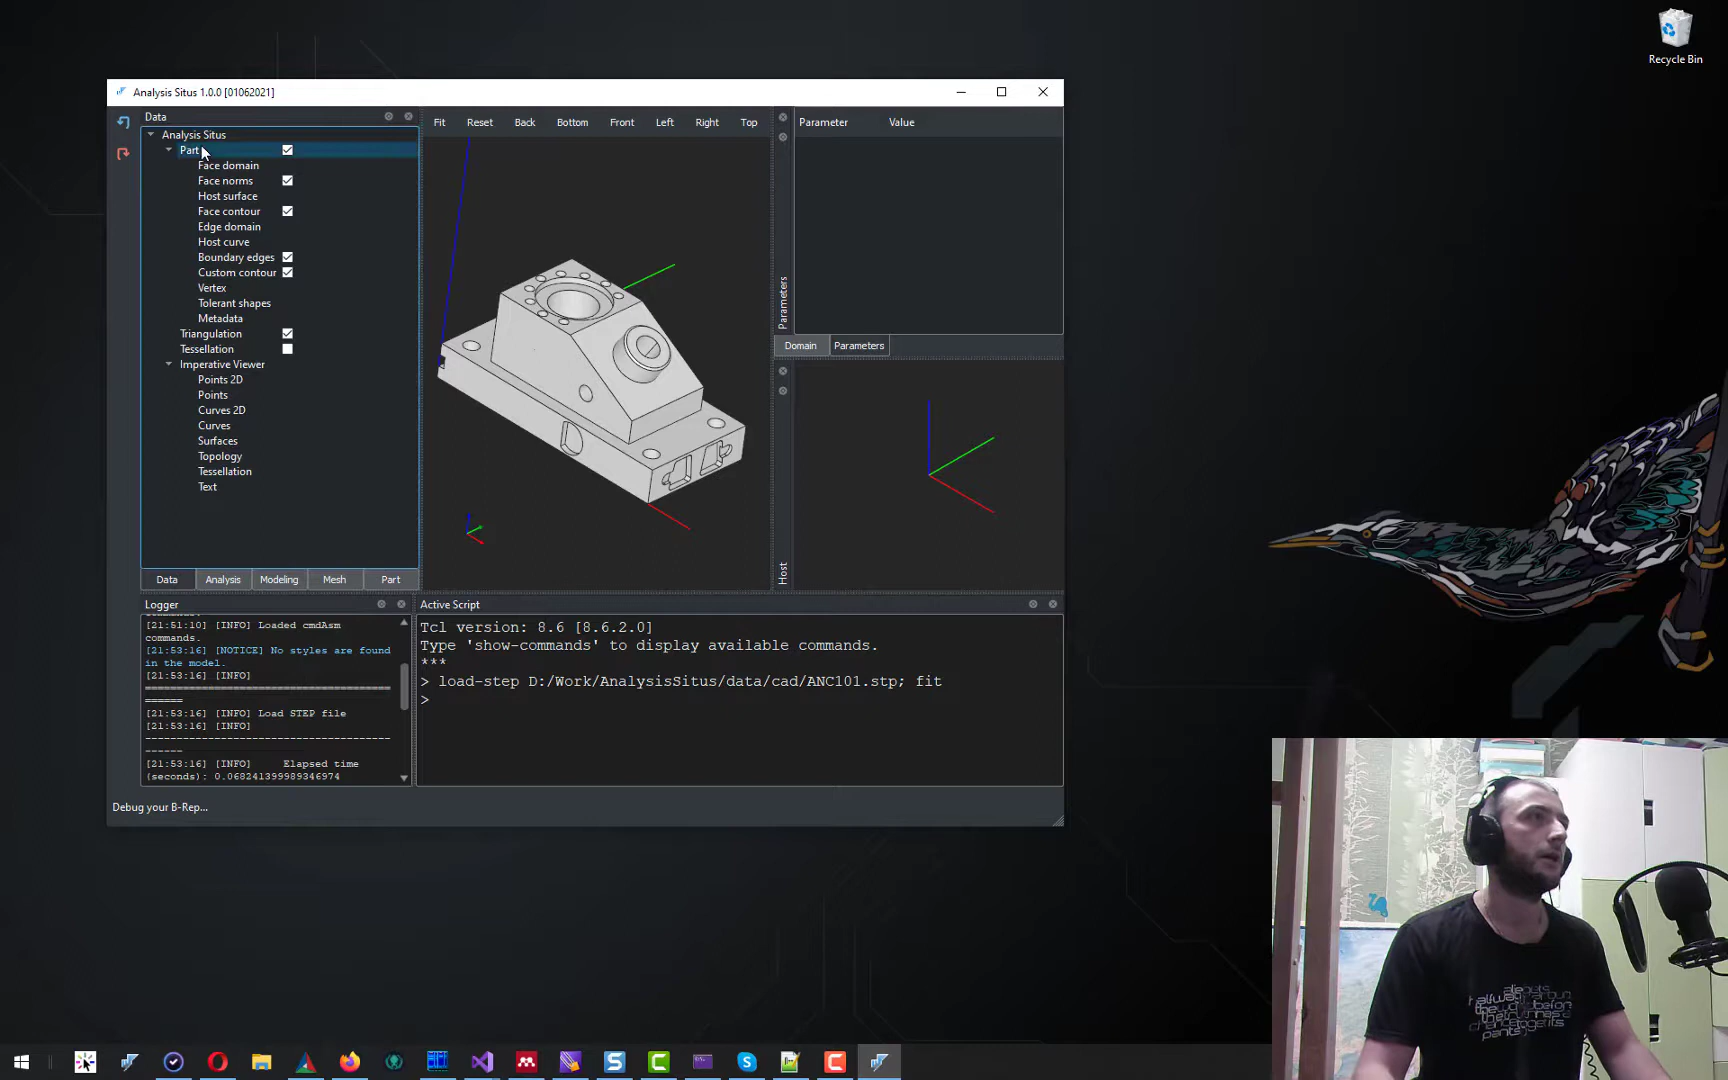 Recycle Bin
Analysis Situs 1.0.0 [01062021]
Data
Analysis Situs
Part
Face domain
Face norms
Host surface
Face contour
Edge domain
Host curve
Boundary edges
Custom contour
Vertex
Tolerant shapes
Metadata
Triangulation
Tessellation
Imperative Viewer
Points 2D
Points
Curves 2D
Curves
Surfaces
Topology
Tessellation
Text
Data Analysis Modeling Mesh Part
Fit Reset Back Bottom Front Left Right Top
Parameters
Parameter Value
Domain Parameters
Host
Logger
[21:51:10] [INFO] Loaded cmdAsm
commands.
[21:53:16] [NOTICE] No styles are found
in the model.
[21:53:16] [INFO]
========================================
======
[21:53:16] [INFO] Load STEP file
[21:53:16] [INFO]
----------------------------------------
------
[21:53:16] [INFO] Elapsed time
(seconds): 0.068241399989346974
Active Script
Tcl version: 8.6 [8.6.2.0]
Type 'show-commands' to display available commands.
***
> load-step D:/Work/AnalysisSitus/data/cad/ANC101.stp; fit
>
Debug your B-Rep...